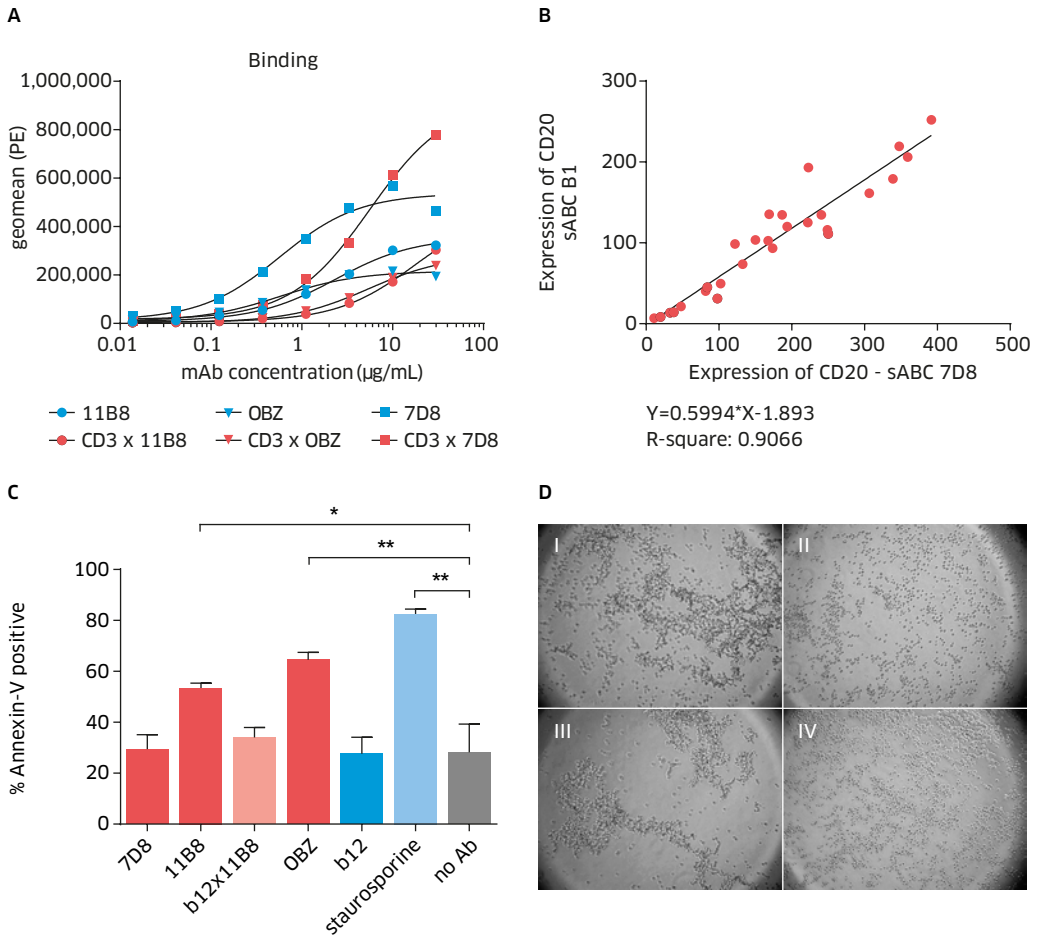 A
Binding
1,000,000
800,000
600,000
400,000
200,000
0
geomean (PE)
0.01
0.1
1
10
100
mAb concentration (µg/mL)
11B8
OBZ
7D8
CD3 x 11B8
CD3 x OBZ
CD3 x 7D8
B
300
200
100
0
Expression of CD20
sABC B1
0
100
200
300
400
500
Expression of CD20 - sABC 7D8
Y=0.5994*X-1.893
R-square: 0.9066
C
*
**
**
100
80
60
40
20
0
% Annexin-V positive
7D8
11B8
b12x11B8
OBZ
b12
staurosporine
no Ab
D
I
II
III
IV